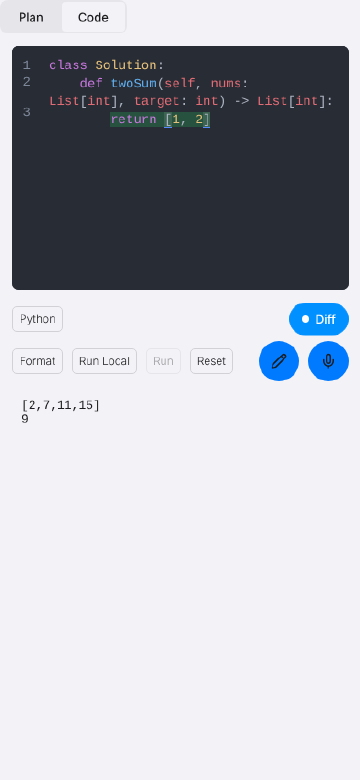 Plan Code
1 class Solution:
2 def twoSum(self, nums:
List[int], target: int) -> List[int]:
3 return [1, 2]
Python Diff
Format Run Local Run Reset
[2,7,11,15]
9